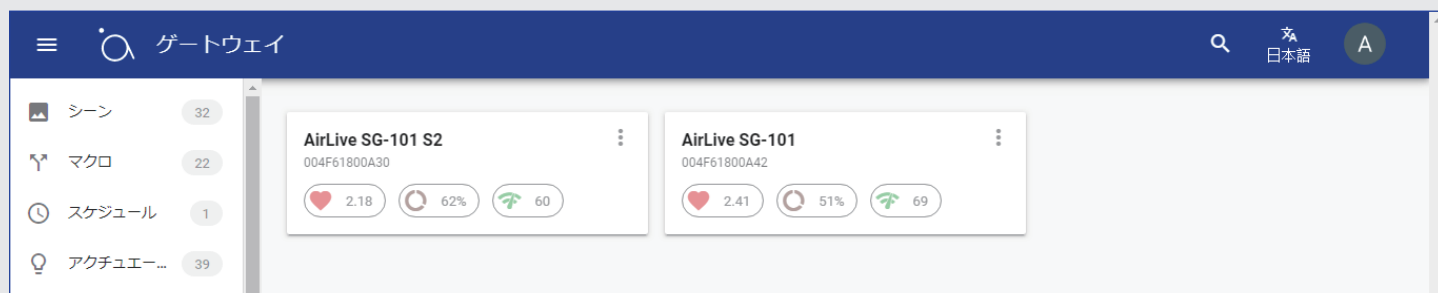 ゲートウェイ
日本語
A
シーン 32
マクロ 22
スケジュール 1
アクチュエー... 39
AirLive SG-101 S2
004F61800A30
2.18 62% 60
AirLive SG-101
004F61800A42
2.41 51% 69